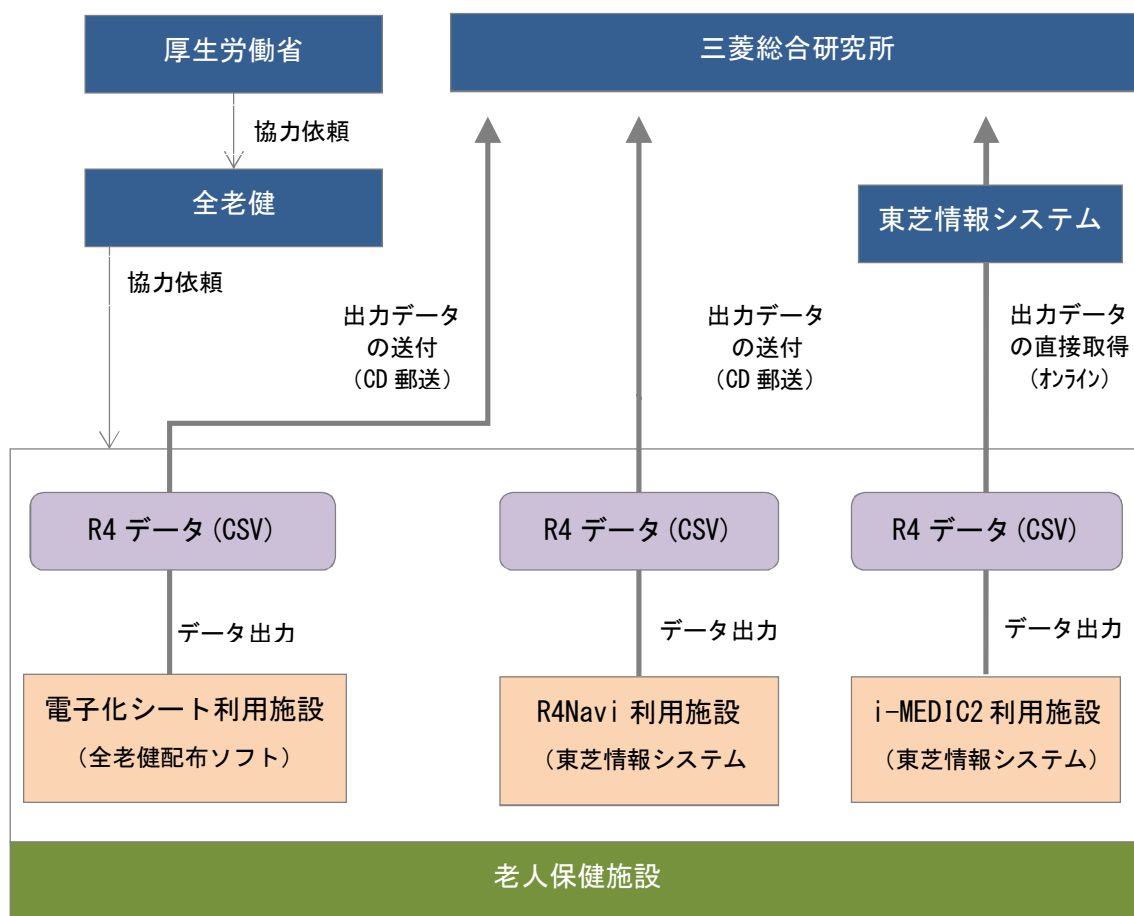 厚生労働省
三菱総合研究所
協力依頼
全老健
東芝情報システム
協力依頼
出力データ
の送付
（CD 郵送）
出力データ
の送付
（CD 郵送）
出力データ
の直接取得
（ｵﾝﾗｲﾝ）
R4 データ(CSV)
R4 データ(CSV)
R4 データ(CSV)
データ出力
データ出力
データ出力
電子化シート利用施設
（全老健配布ソフト）
R4Navi 利用施設
（東芝情報システム
i-MEDIC2 利用施設
（東芝情報システム）
老人保健施設